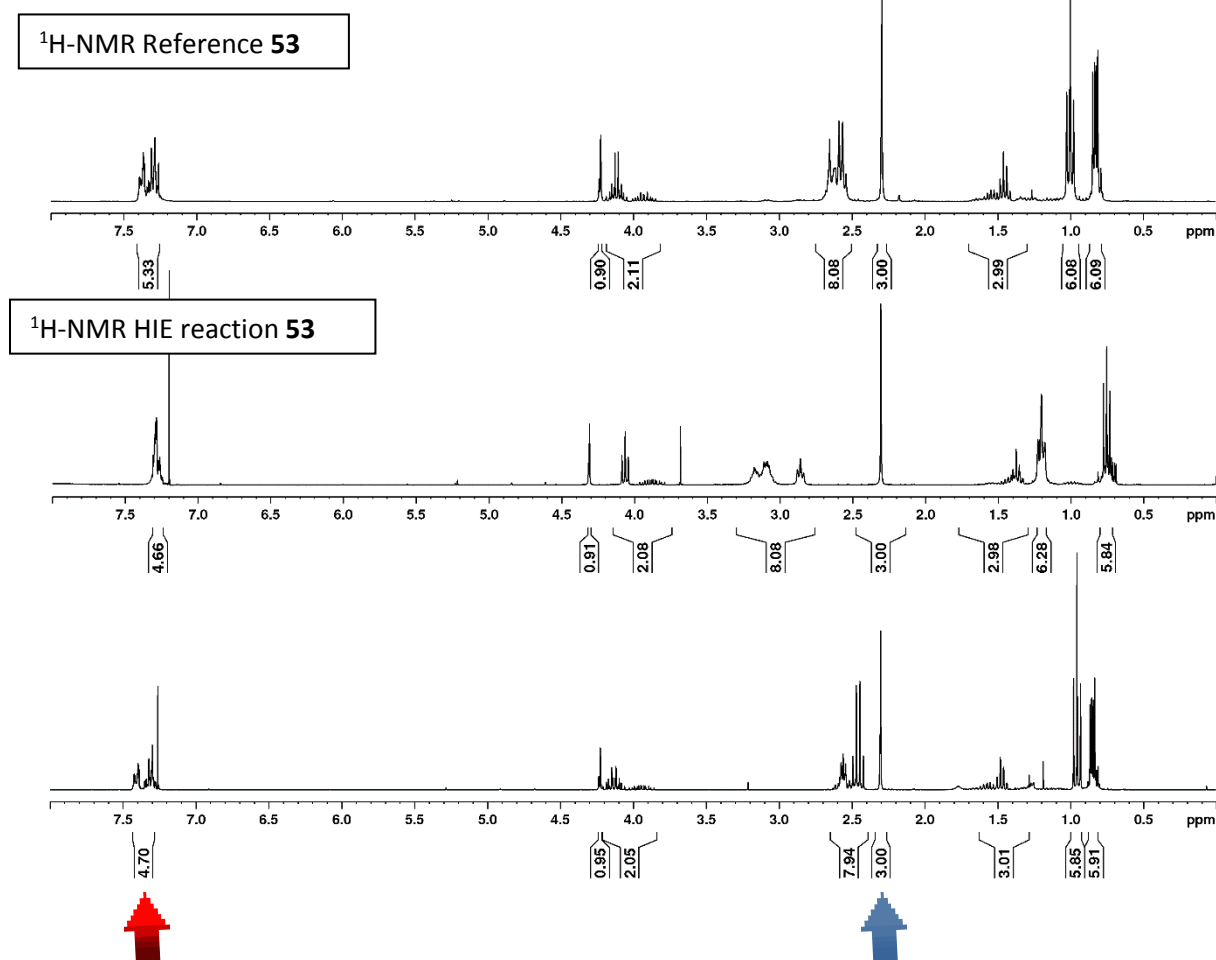 ¹H-NMR Reference 53
7.5 7.0 6.5 6.0 5.5 5.0 4.5 4.0 3.5 3.0 2.5 2.0 1.5 1.0 0.5 ppm
5.33 0.90 2.11 8.08 3.00 2.99 6.08 6.09
¹H-NMR HIE reaction 53
7.5 7.0 6.5 6.0 5.5 5.0 4.5 4.0 3.5 3.0 2.5 2.0 1.5 1.0 0.5 ppm
4.66 0.91 2.08 8.08 3.00 2.98 6.28 5.84
7.5 7.0 6.5 6.0 5.5 5.0 4.5 4.0 3.5 3.0 2.5 2.0 1.5 1.0 0.5 ppm
4.70 0.95 2.05 7.94 3.00 3.01 5.85 5.91